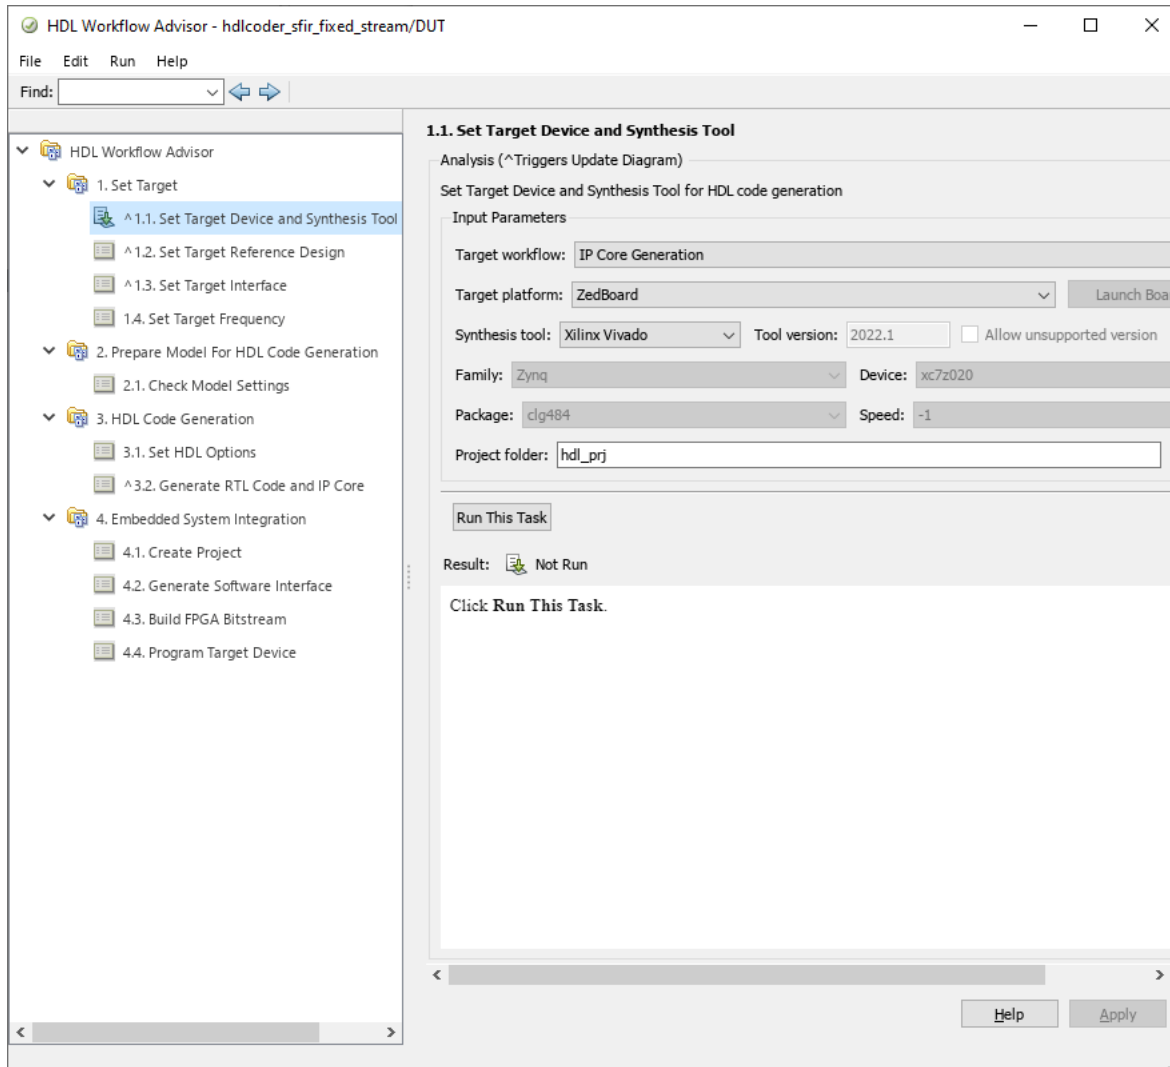 HDL Workflow Advisor - hdlcoder_sfir_fixed_stream/DUT
File Edit Run Help
Find:
HDL Workflow Advisor
1. Set Target
^1.1. Set Target Device and Synthesis Tool
^1.2. Set Target Reference Design
^1.3. Set Target Interface
1.4. Set Target Frequency
2. Prepare Model For HDL Code Generation
2.1. Check Model Settings
3. HDL Code Generation
3.1. Set HDL Options
^3.2. Generate RTL Code and IP Core
4. Embedded System Integration
4.1. Create Project
4.2. Generate Software Interface
4.3. Build FPGA Bitstream
4.4. Program Target Device
1.1. Set Target Device and Synthesis Tool
Analysis (^Triggers Update Diagram)
Set Target Device and Synthesis Tool for HDL code generation
Input Parameters
Target workflow: IP Core Generation
Target platform: ZedBoard Launch Boa
Synthesis tool: Xilinx Vivado Tool version: 2022.1 Allow unsupported version
Family: Zynq Device: xc7z020
Package: clg484 Speed: -1
Project folder: hdl_prj
Run This Task
Result: Not Run
Click Run This Task.
Help Apply